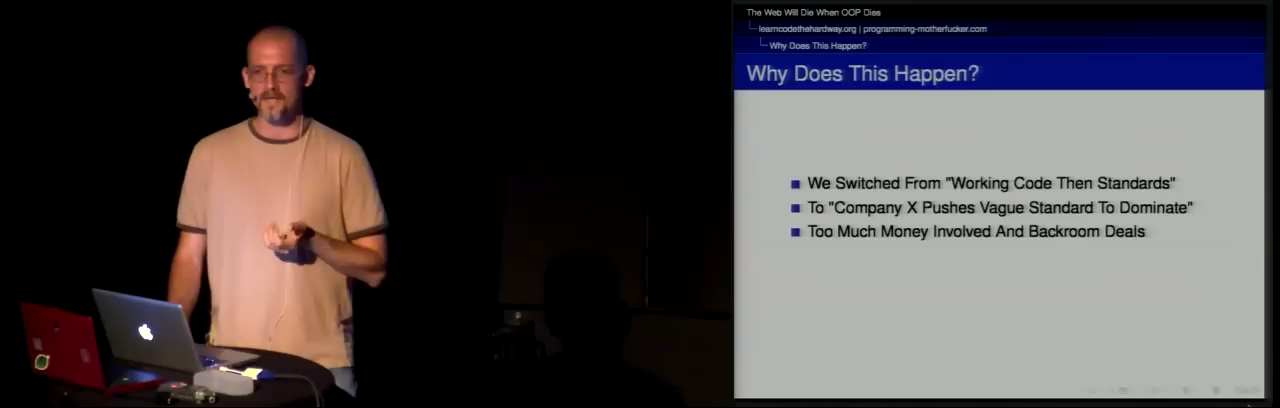 The Web Will Die When OOP Dies
learncodethehardway.org | programming-motherfucker.com
Why Does This Happen?
Why Does This Happen?
We Switched From "Working Code Then Standards"
To "Company X Pushes Vague Standard To Dominate"
Too Much Money Involved And Backroom Deals